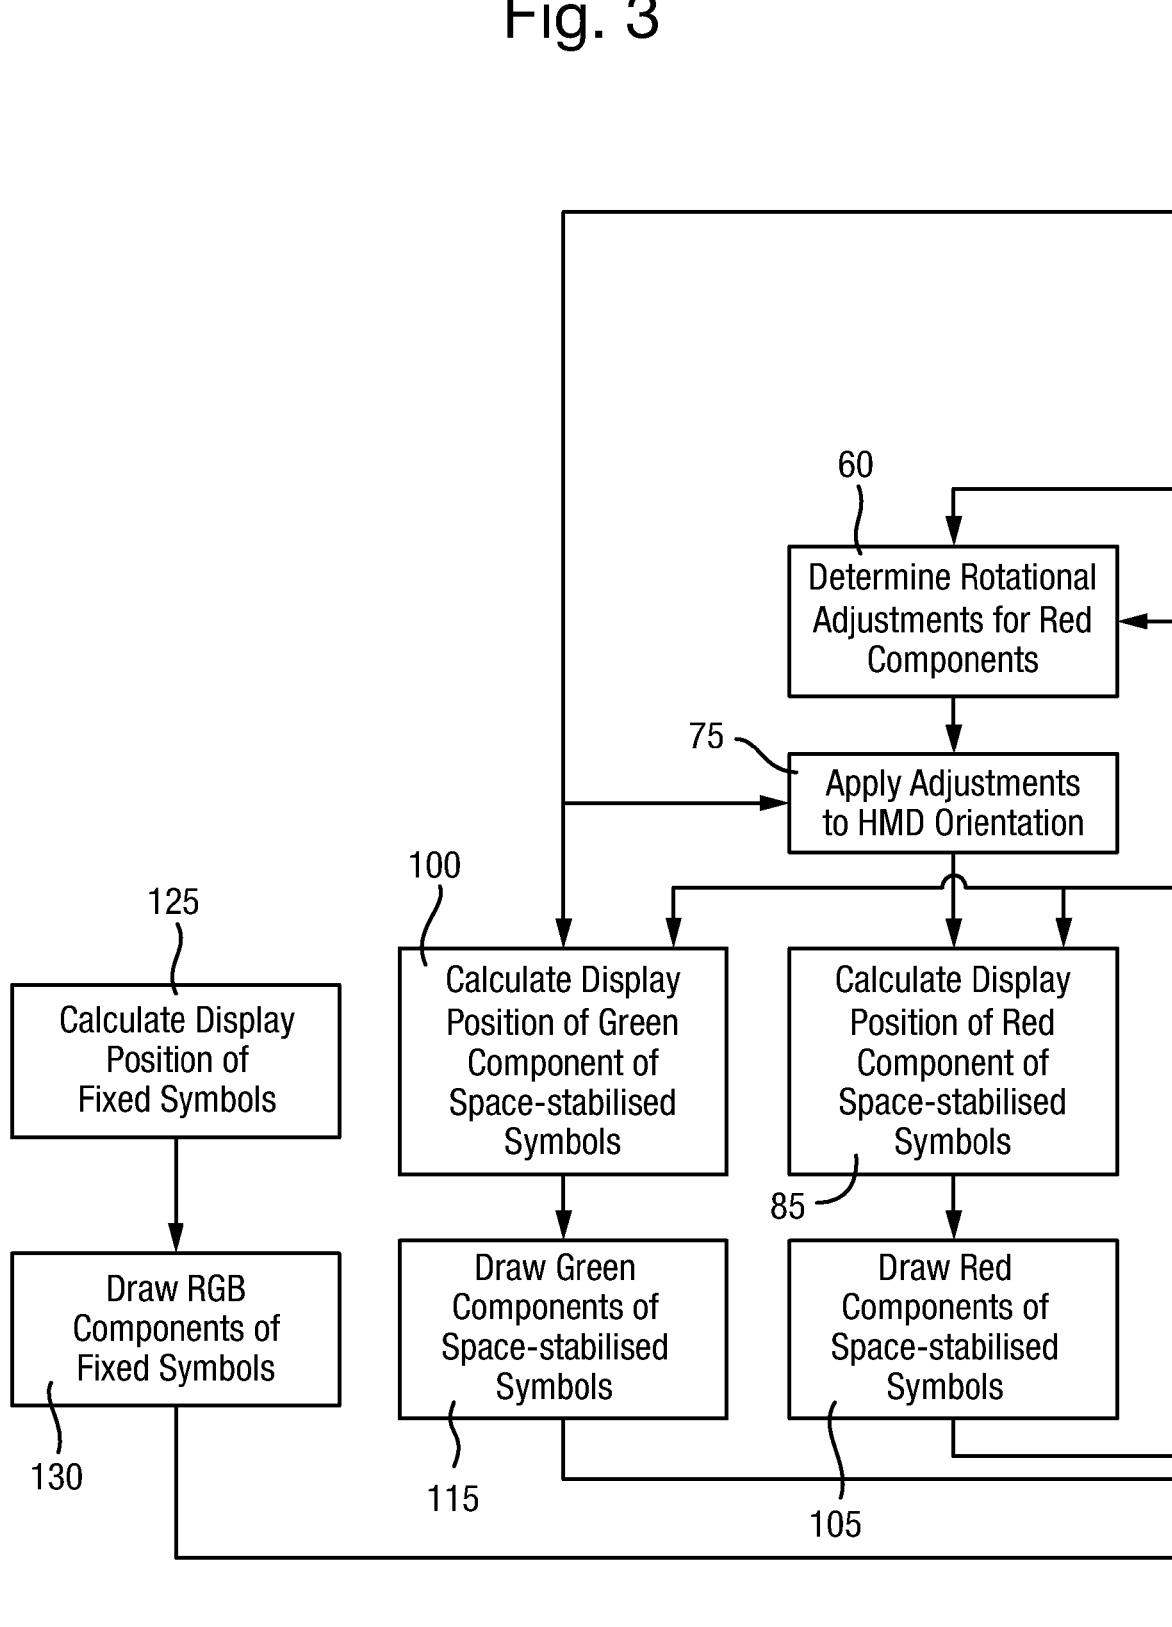 Fig. 3
60
Determine Rotational
Adjustments for Red
Components
75
Apply Adjustments
to HMD Orientation
100
125
Calculate Display
Position of
Fixed Symbols
Calculate Display
Position of Green
Component of
Space-stabilised
Symbols
Calculate Display
Position of Red
Component of
Space-stabilised
Symbols
85
Draw RGB
Components of
Fixed Symbols
130
Draw Green
Components of
Space-stabilised
Symbols
115
Draw Red
Components of
Space-stabilised
Symbols
105